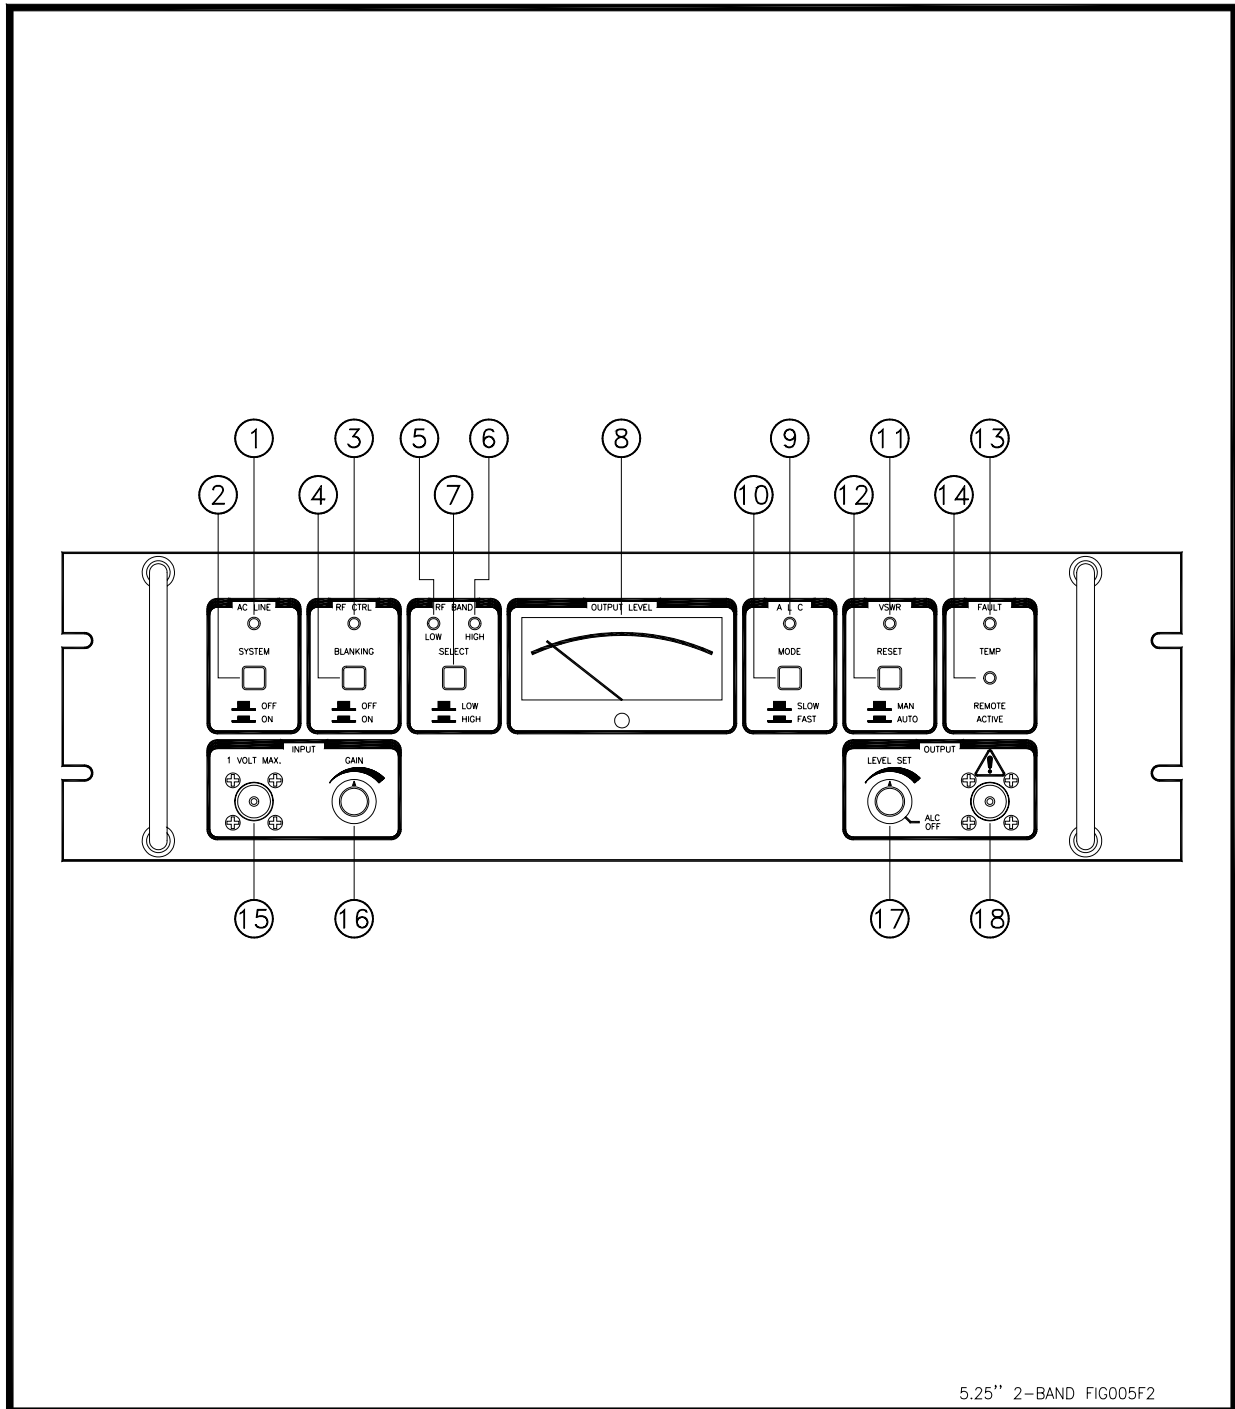 1 3 5 6 8 9 11 13
2 4 7 10 12 14
AC LINE
SYSTEM
OFF
ON
RF CTRL
BLANKING
OFF
ON
RF BAND
LOW HIGH
SELECT
LOW
HIGH
OUTPUT LEVEL
A L C
MODE
SLOW
FAST
VSWR
RESET
MAN
AUTO
FAULT
TEMP
REMOTE
ACTIVE
INPUT
1 VOLT MAX. GAIN
OUTPUT
LEVEL SET
!
ALC
OFF
15 16 17 18
5.25'' 2-BAND FIG005F2